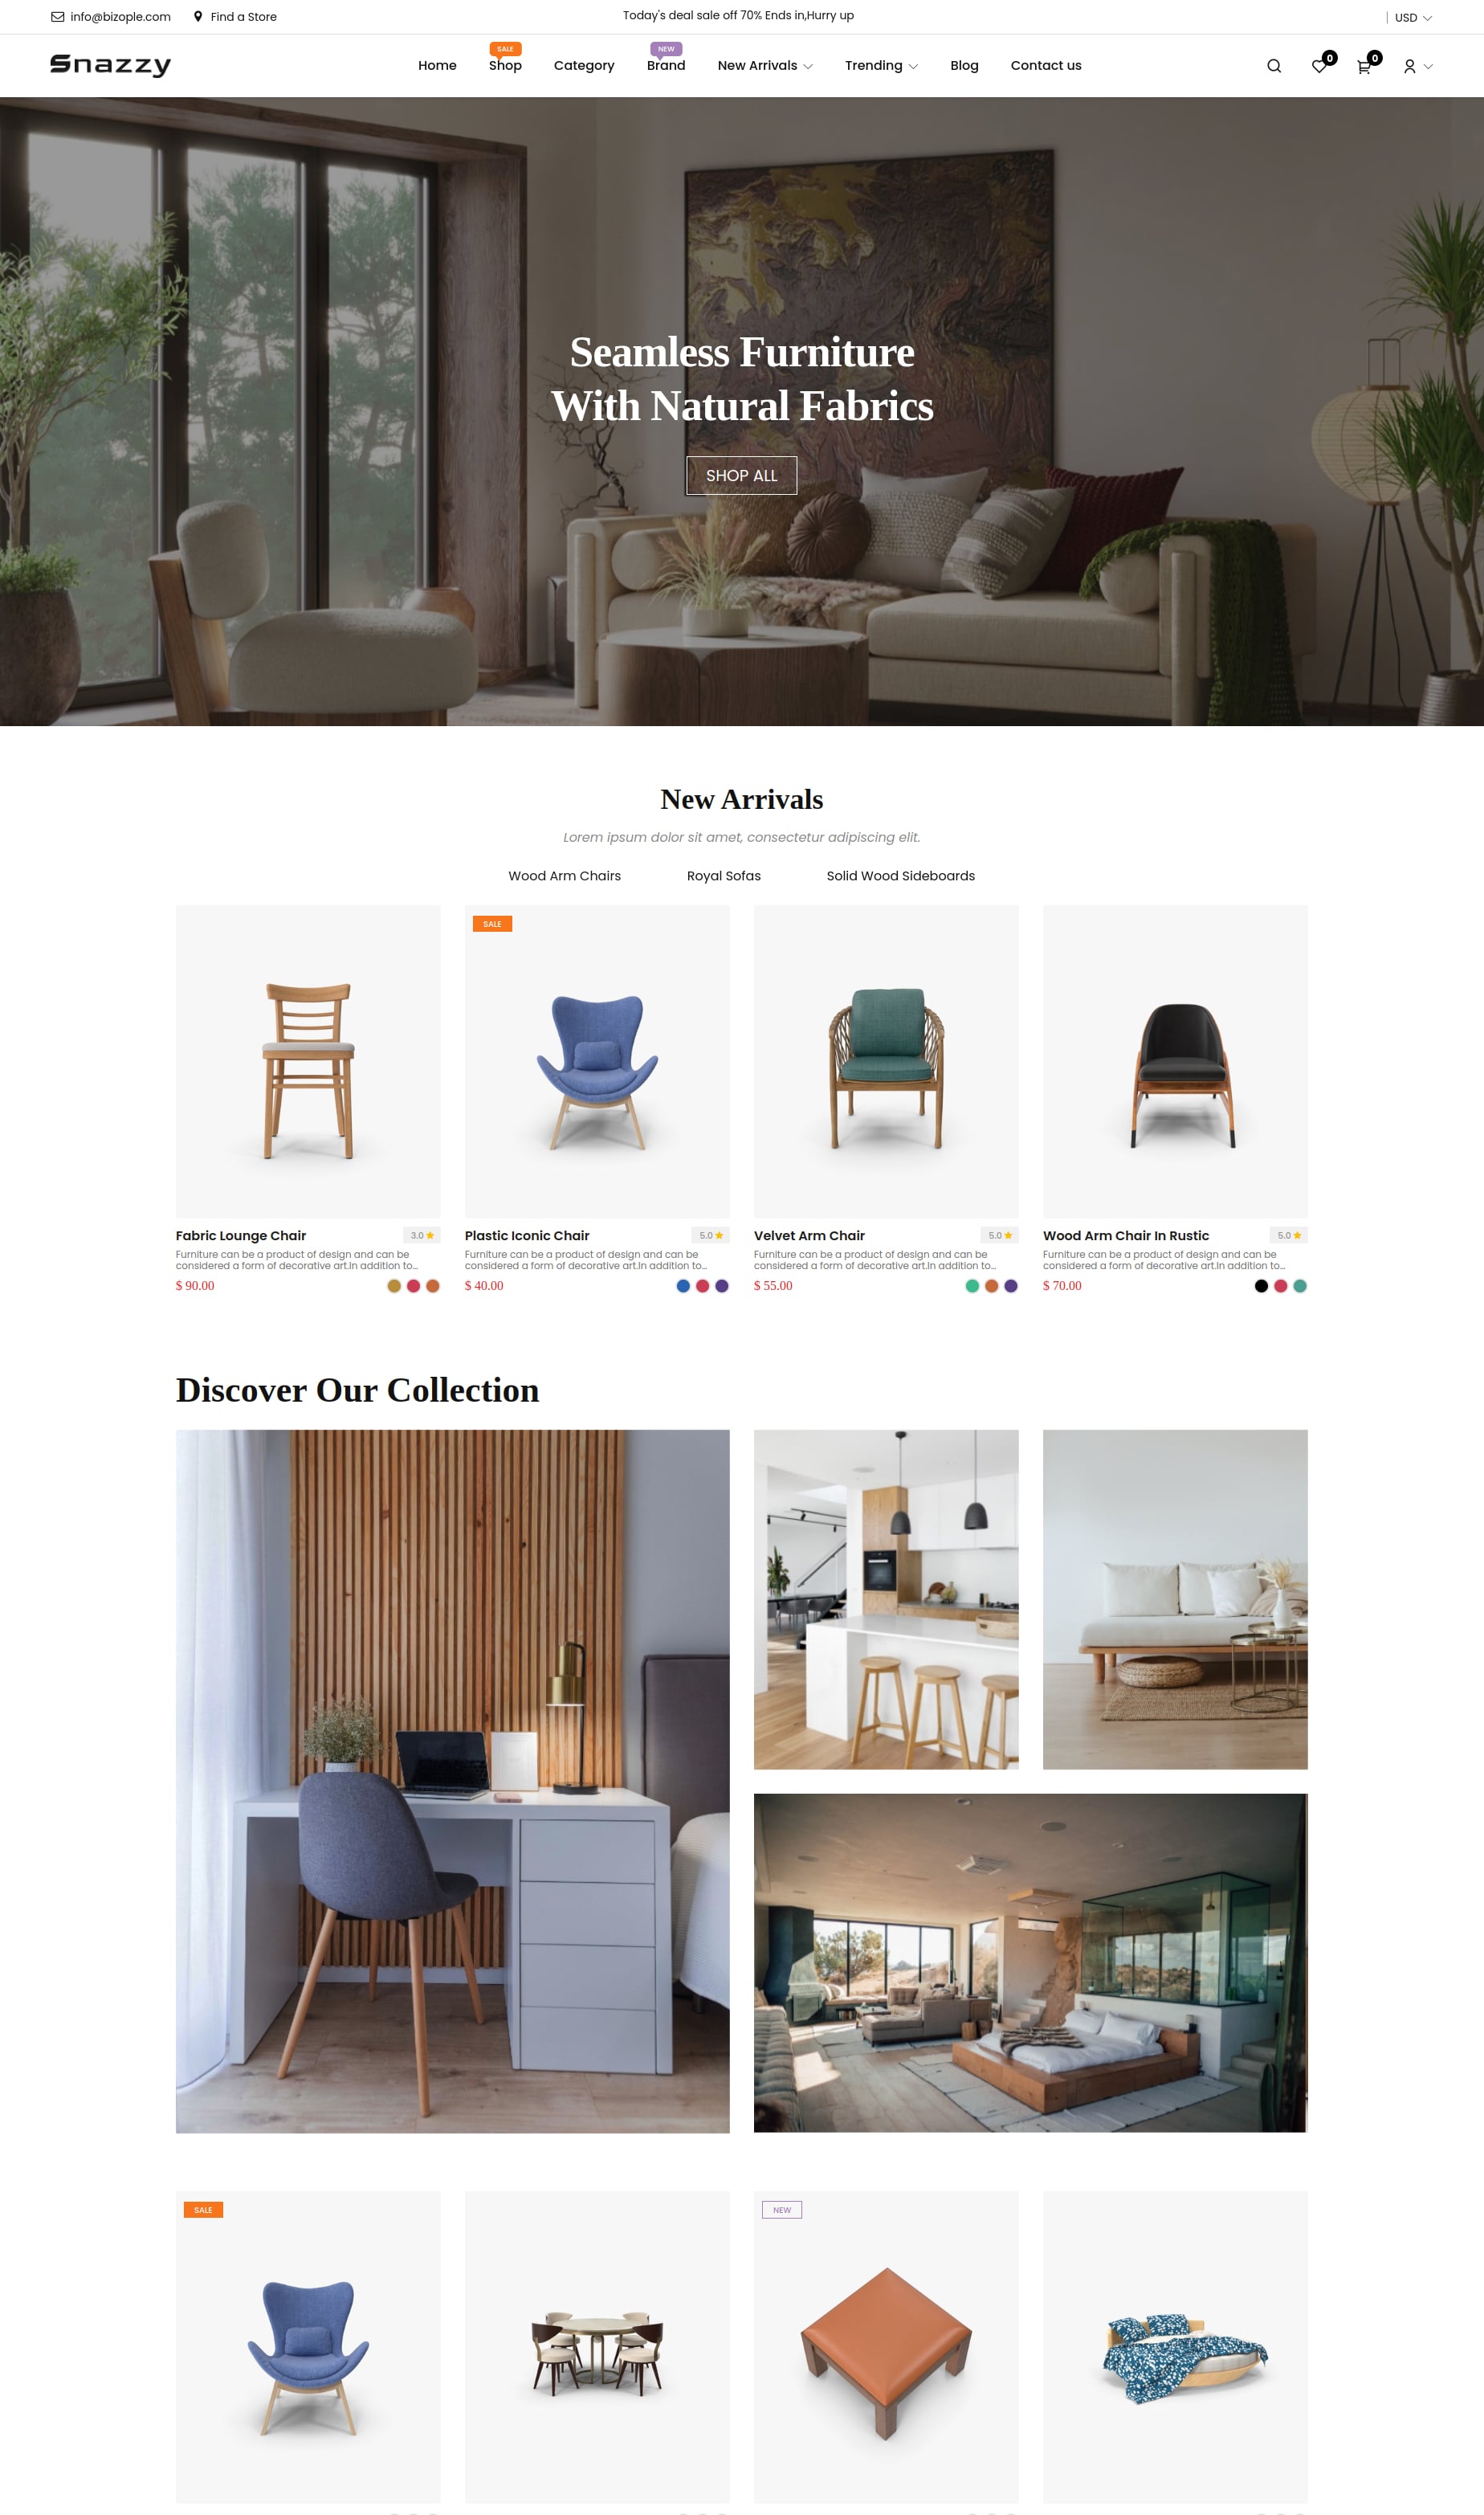 info@bizople.com
Find a Store
Today's deal sale off 70% Ends in,Hurry up
USD
Snazzy
SALE
NEW
Home
Shop
Category
Brand
New Arrivals
Trending
Blog
Contact us
0
0
Seamless Furniture
With Natural Fabrics
SHOP ALL
New Arrivals
Lorem ipsum dolor sit amet, consectetur adipiscing elit.
Wood Arm Chairs
Royal Sofas
Solid Wood Sideboards
SALE
Fabric Lounge Chair
3.0
Furniture can be a product of design and can be
considered a form of decorative art.In addition to...
$ 90.00
Plastic Iconic Chair
5.0
Furniture can be a product of design and can be
considered a form of decorative art.In addition to...
$ 40.00
Velvet Arm Chair
5.0
Furniture can be a product of design and can be
considered a form of decorative art.In addition to...
$ 55.00
Wood Arm Chair In Rustic
5.0
Furniture can be a product of design and can be
considered a form of decorative art.In addition to...
$ 70.00
Discover Our Collection
SALE
NEW